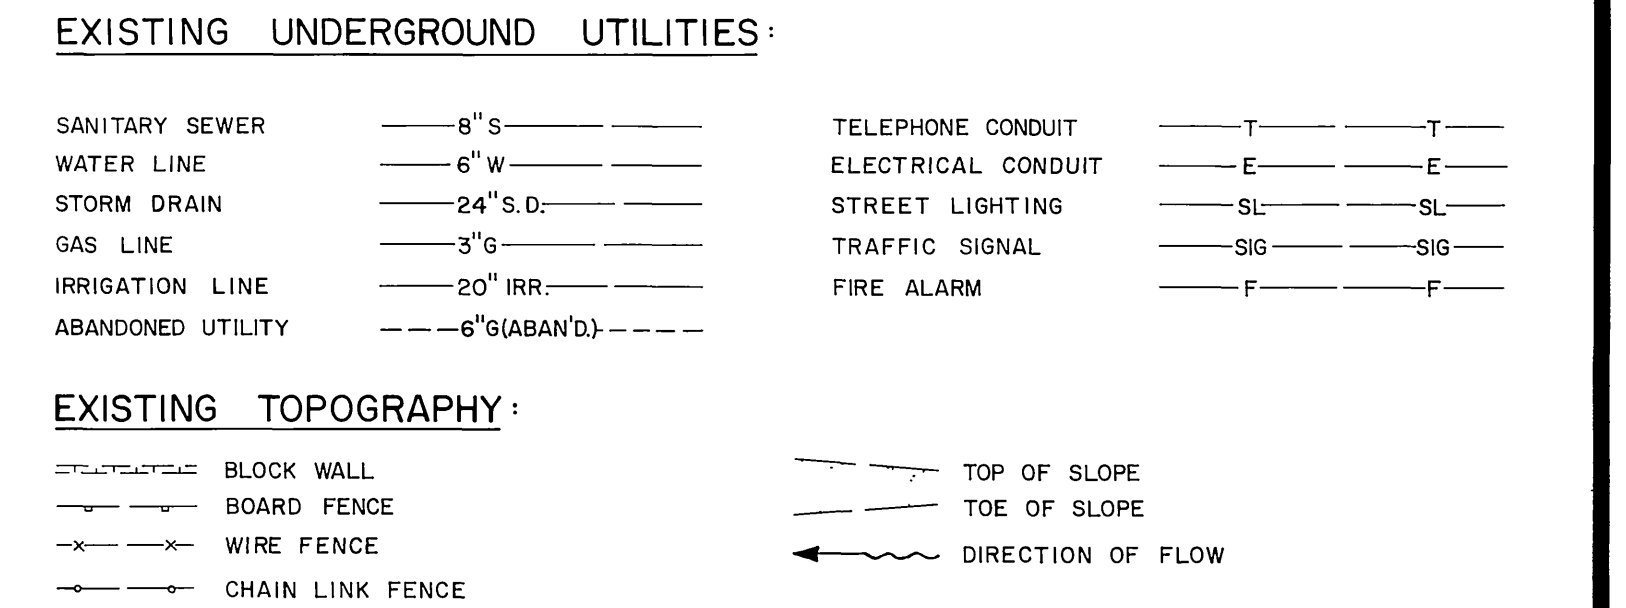 EXISTING UNDERGROUND UTILITIES:
SANITARY SEWER 8" S
WATER LINE 6" W
STORM DRAIN 24" S.D.
GAS LINE 3"G
IRRIGATION LINE 20" IRR.
ABANDONED UTILITY 6"G(ABAN'D.)
TELEPHONE CONDUIT T T
ELECTRICAL CONDUIT E E
STREET LIGHTING SL SL
TRAFFIC SIGNAL SIG SIG
FIRE ALARM F F
EXISTING TOPOGRAPHY:
BLOCK WALL
BOARD FENCE
WIRE FENCE
CHAIN LINK FENCE
TOP OF SLOPE
TOE OF SLOPE
DIRECTION OF FLOW